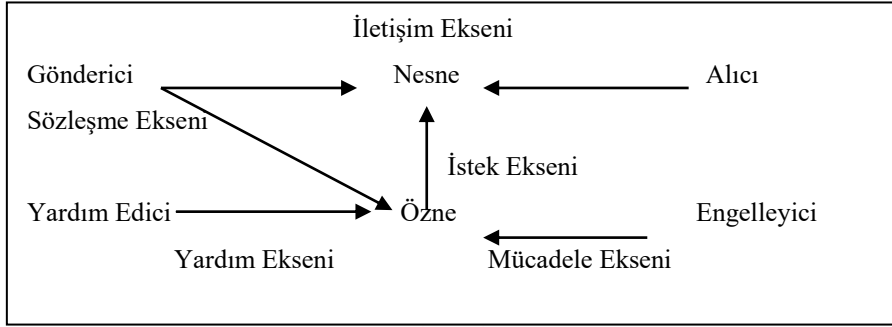 İletişim Ekseni
Gönderici Nesne Alıcı
Sözleşme Ekseni
İstek Ekseni
Yardım Edici Özne Engelleyici
Yardım Ekseni Mücadele Ekseni